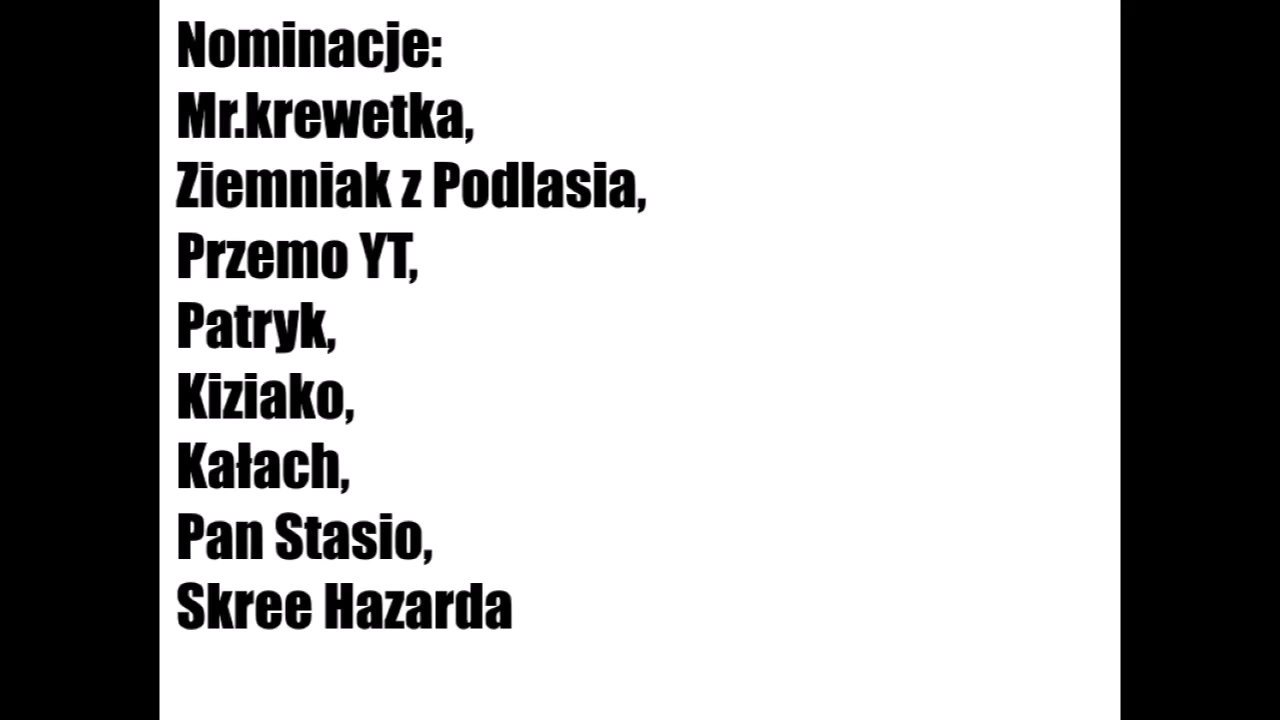 Nominacje:
Mr.krewetka,
Ziemniak z Podlasia,
Przemo YT,
Patryk,
Kiziako,
Kałach,
Pan Stasio,
Skree Hazarda